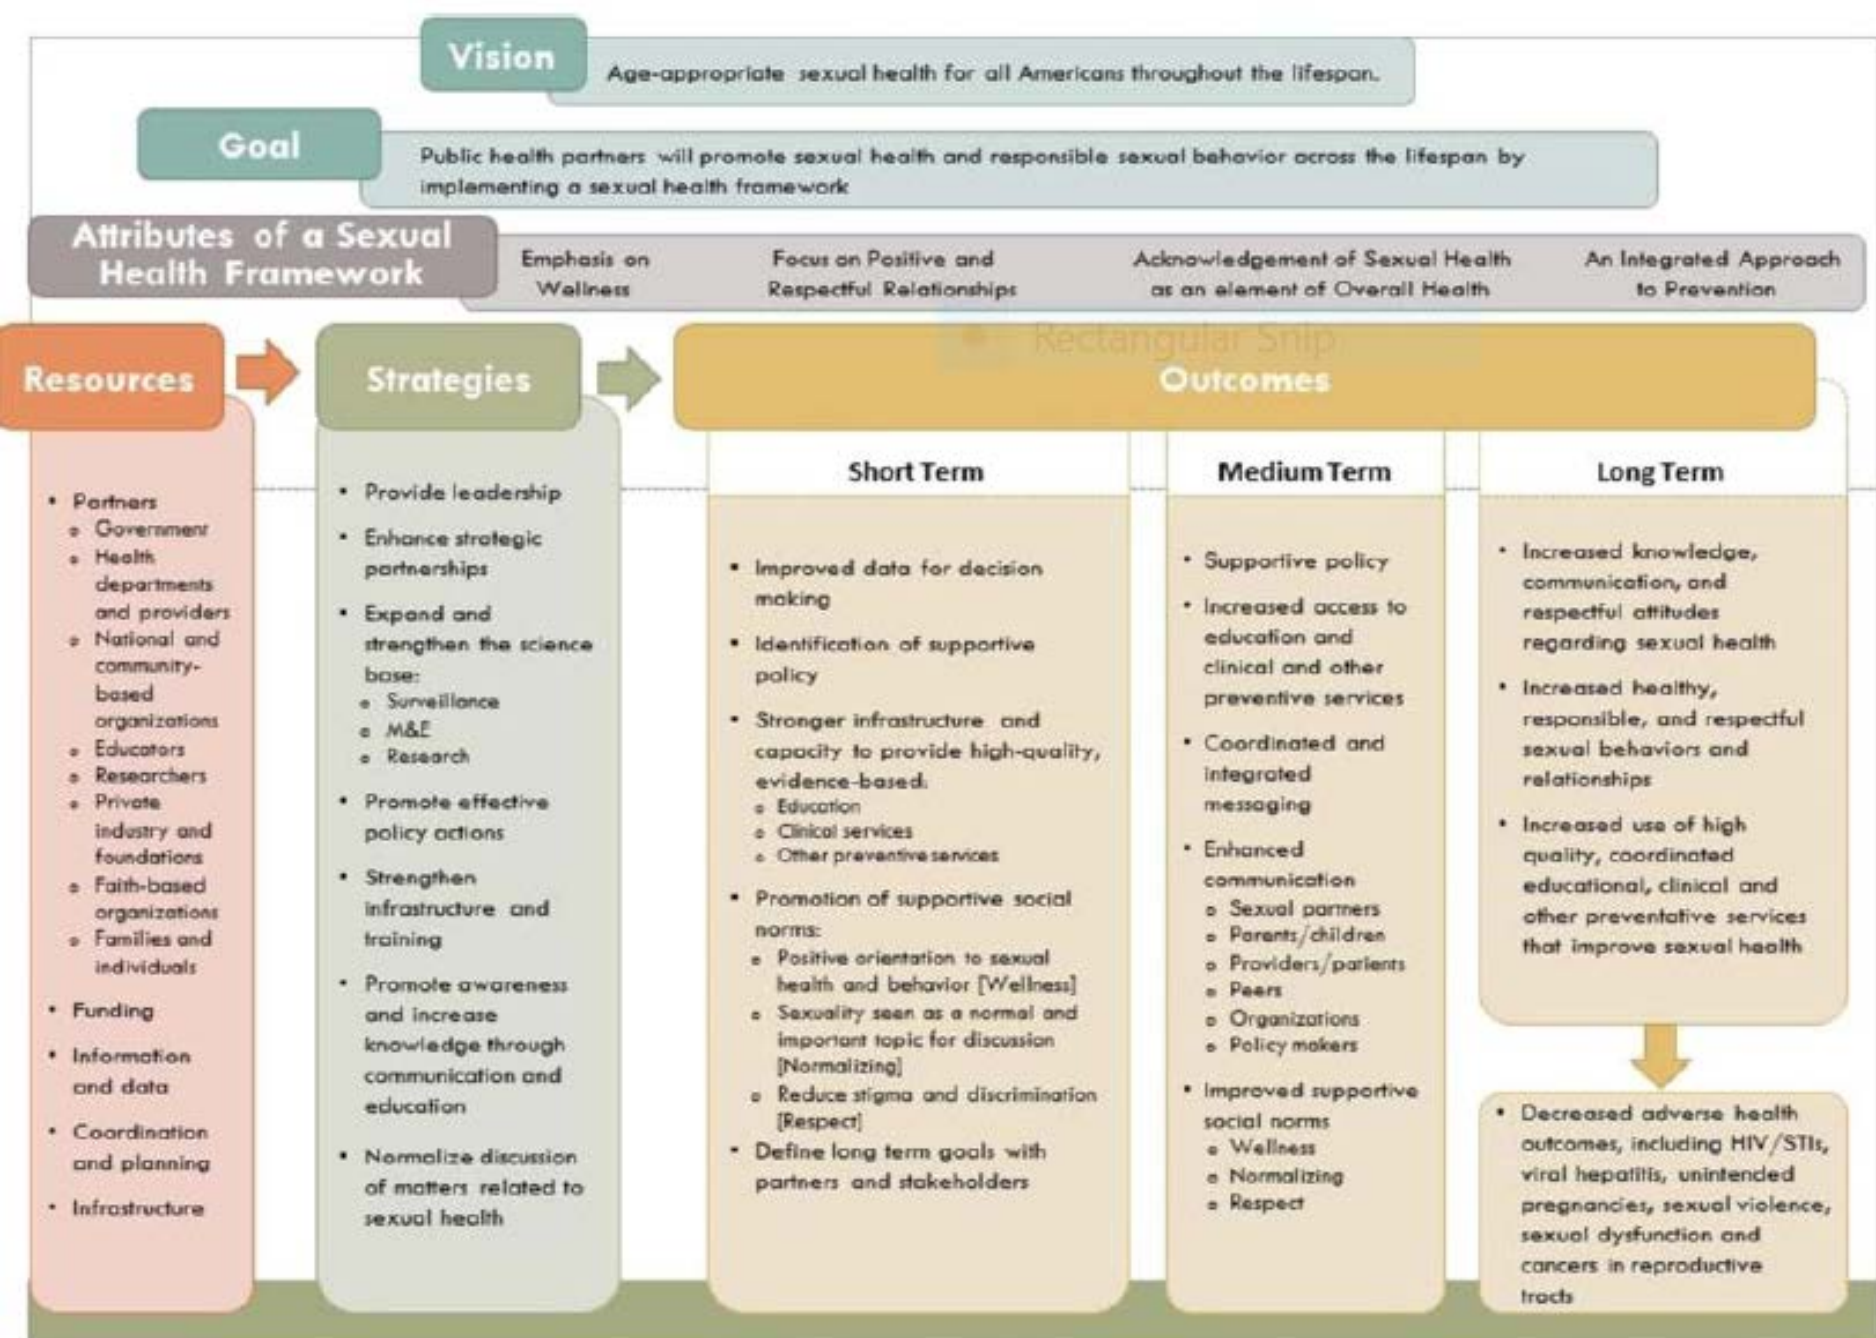 Vision
Age-appropriate sexual health for all Americans throughout the lifespan.
Goal
Public health partners will promote sexual health and responsible sexual behavior across the lifespan by
implementing a sexual health framework
Attributes of a Sexual
Health Framework
Emphasis on
Wellness
Focus on Positive and
Respectful Relationships
Acknowledgement of Sexual Health
as an element of Overall Health
An Integrated Approach
to Prevention
Rectangular Snip
Resources
Strategies
Outcomes
• Partners
o Government
o Health
departments
and providers
o National and
community-
based
organizations
o Educators
o Researchers
o Private
industry and
foundations
o Faith-based
organizations
o Families and
individuals
• Funding
• Information
and data
• Coordination
and planning
• Infrastructure
• Provide leadership
• Enhance strategic
partnerships
• Expand and
strengthen the science
base:
o Surveillance
o M&E
o Research
• Promote effective
policy actions
• Strengthen
infrastructure and
training
• Promote awareness
and increase
knowledge through
communication and
education
• Normalize discussion
of matters related to
sexual health
Short Term
• Improved data for decision
making
• Identification of supportive
policy
• Stronger infrastructure and
capacity to provide high-quality,
evidence-based:
o Education
o Clinical services
o Other preventive services
• Promotion of supportive social
norms:
o Positive orientation to sexual
health and behavior [Wellness]
o Sexuality seen as a normal and
important topic for discussion
[Normalizing]
o Reduce stigma and discrimination
[Respect]
• Define long term goals with
partners and stakeholders
Medium Term
• Supportive policy
• Increased access to
education and
clinical and other
preventive services
• Coordinated and
integrated
messaging
• Enhanced
communication
o Sexual partners
o Parents/children
o Providers/patients
o Peers
o Organizations
o Policy makers
• Improved supportive
social norms
o Wellness
o Normalizing
o Respect
Long Term
• Increased knowledge,
communication, and
respectful attitudes
regarding sexual health
• Increased healthy,
responsible, and respectful
sexual behaviors and
relationships
• Increased use of high
quality, coordinated
educational, clinical and
other preventative services
that improve sexual health
• Decreased adverse health
outcomes, including HIV/STIs,
viral hepatitis, unintended
pregnancies, sexual violence,
sexual dysfunction and
cancers in reproductive
tracts